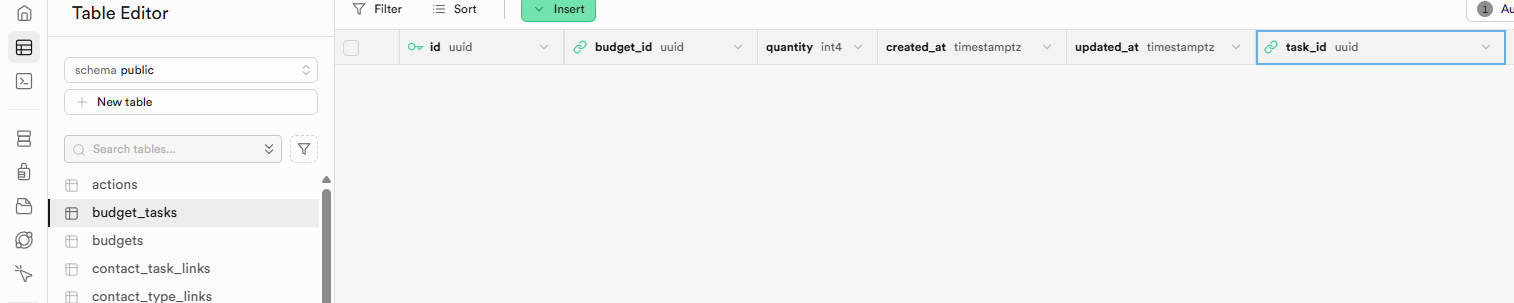 Table Editor
schema public
New table
Search tables...
actions
budget_tasks
budgets
contact_task_links
contact_type_links
Filter Sort Insert 1 Au
id uuid budget_id uuid quantity int4 created_at timestamptz updated_at timestamptz task_id uuid